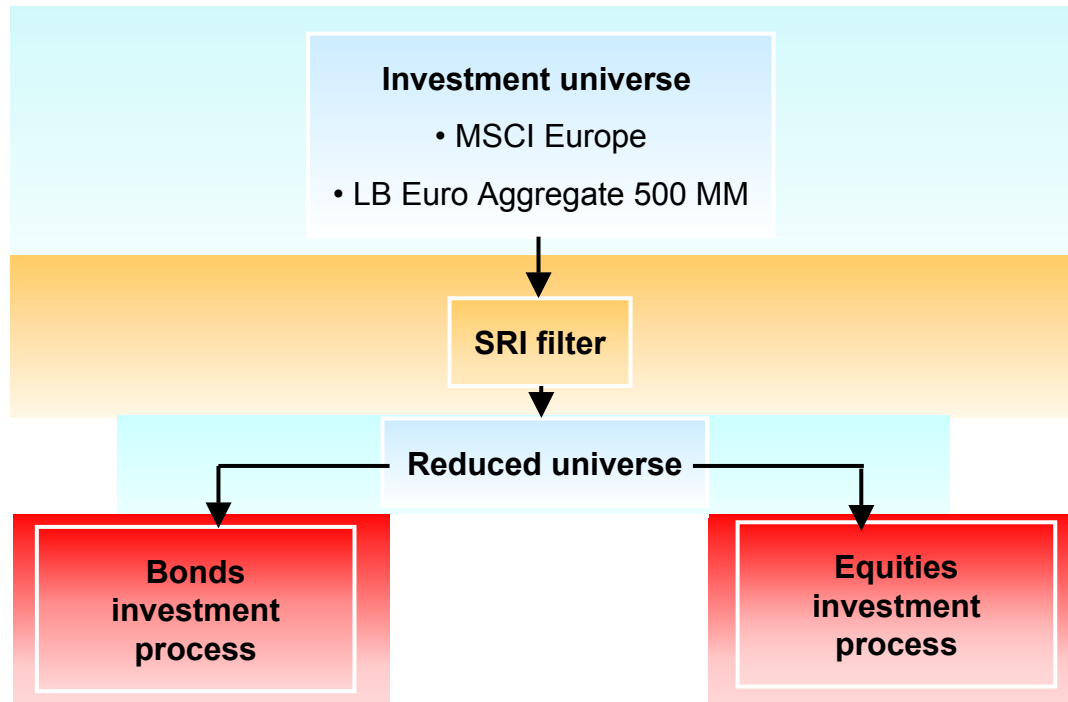 Investment universe
• MSCI Europe
• LB Euro Aggregate 500 MM
SRI filter
Reduced universe
Bonds
investment
process
Equities
investment
process